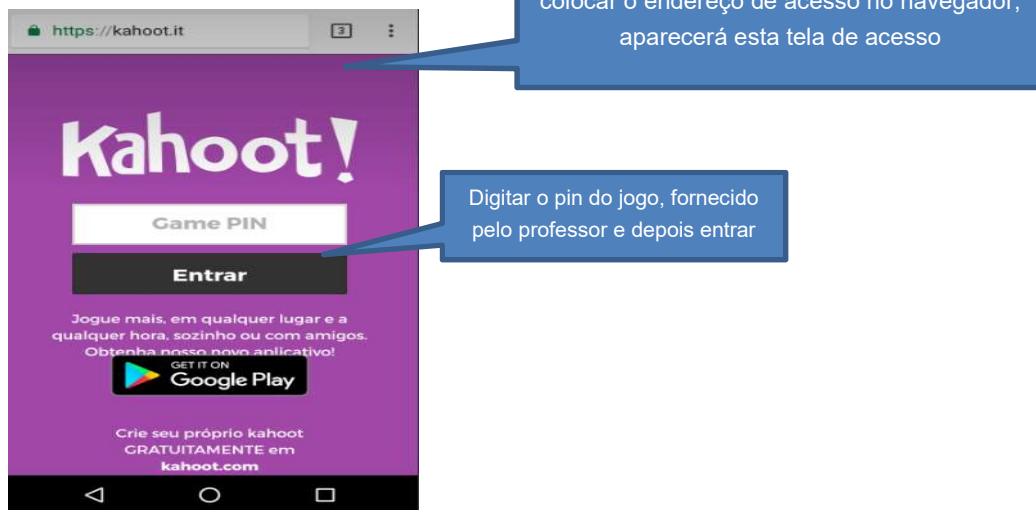 colocar o endereço de acesso no navegador,
aparecerá esta tela de acesso
https://kahoot.it
3
Kahoot!
Game PIN
Entrar
Digitar o pin do jogo, fornecido
pelo professor e depois entrar
Jogue mais, em qualquer lugar e a
qualquer hora, sozinho ou com amigos.
Obtenha nosso novo aplicativo!
GET IT ON
Google Play
Crie seu próprio kahoot
GRATUITAMENTE em
kahoot.com